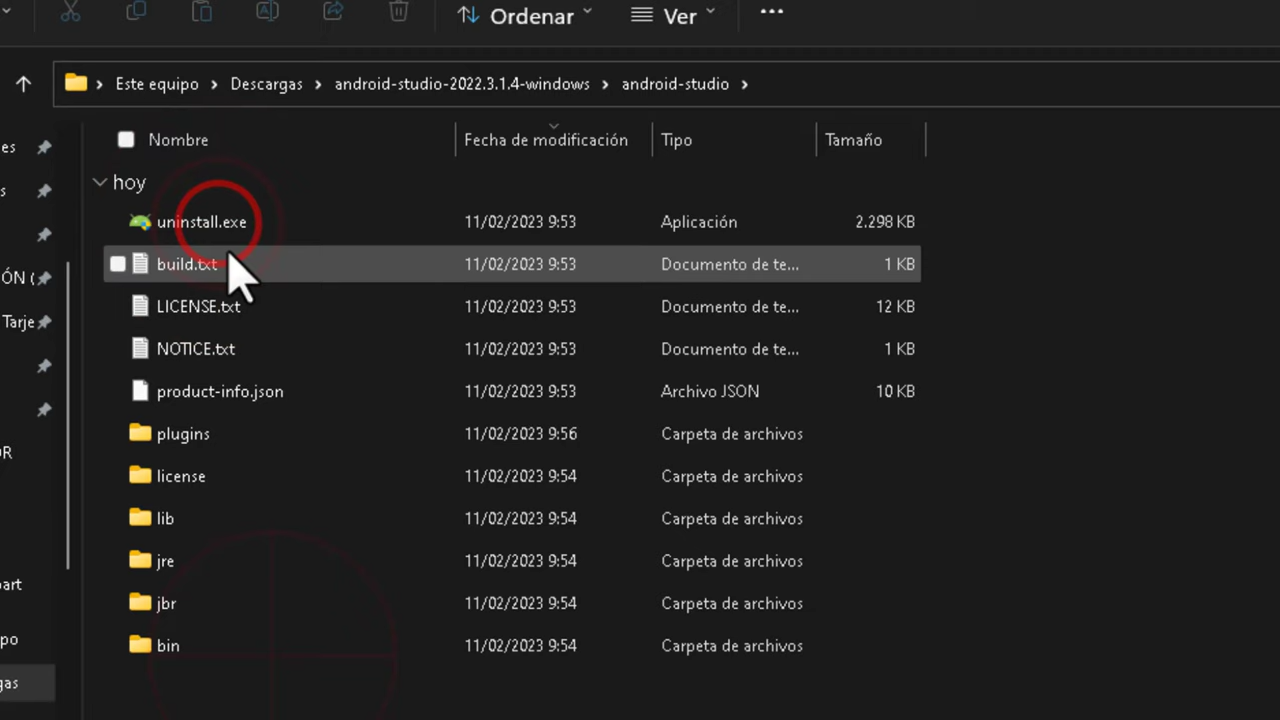 Ordenar Ver
Este equipo Descargas android-studio-2022.3.1.4-windows android-studio
Nombre Fecha de modificación Tipo Tamaño
es
hoy
s
uninstall.exe 11/02/2023 9:53 Aplicación 2.298 KB
build.txt 11/02/2023 9:53 Documento de te... 1 KB
ÓN (
LICENSE.txt 11/02/2023 9:53 Documento de te... 12 KB
Tarje
NOTICE.txt 11/02/2023 9:53 Documento de te... 1 KB
product-info.json 11/02/2023 9:53 Archivo JSON 10 KB
plugins 11/02/2023 9:56 Carpeta de archivos
OR
license 11/02/2023 9:54 Carpeta de archivos
lib 11/02/2023 9:54 Carpeta de archivos
jre 11/02/2023 9:54 Carpeta de archivos
part
jbr 11/02/2023 9:54 Carpeta de archivos
po
bin 11/02/2023 9:54 Carpeta de archivos
gas